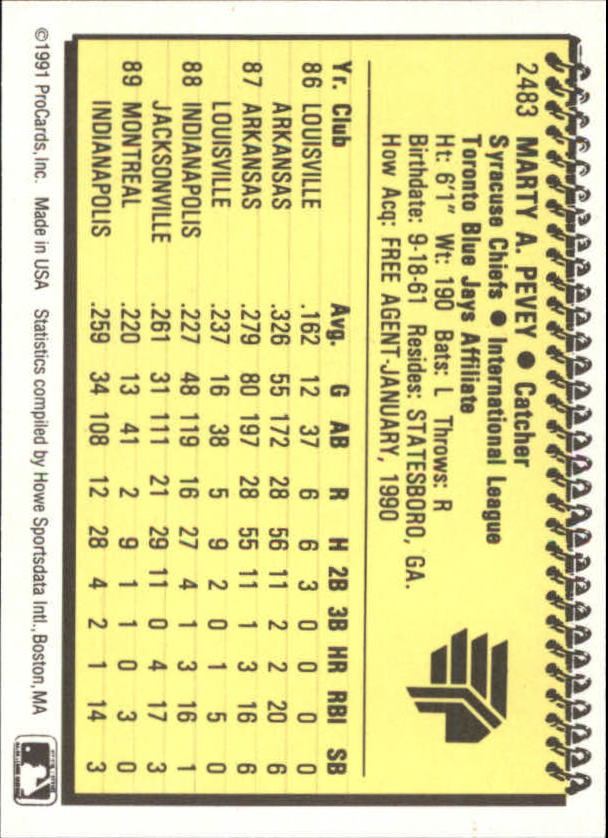 2483 MARTY A. PEVEY ● Catcher
Syracuse Chiefs ● International League
Toronto Blue Jays Affiliate
Ht: 6'1" Wt: 190 Bats: L Throws: R
Birthdate: 9-18-61 Resides: STATESBORO, GA.
How Acq: FREE AGENT-JANUARY, 1990
Yr. Club Avg. G AB R H 2B 3B HR RBI SB
86 LOUISVILLE .162 12 37 6 6 3 0 0 0 0
ARKANSAS .326 55 172 28 56 11 2 2 20 6
87 ARKANSAS .279 80 197 28 55 11 1 3 16 6
LOUISVILLE .237 16 38 5 9 2 0 1 5 0
88 INDIANAPOLIS .227 48 119 16 27 4 1 3 16 1
JACKSONVILLE .261 31 111 21 29 11 0 4 17 3
89 MONTREAL .220 13 41 2 9 1 1 0 3 0
INDIANAPOLIS .259 34 108 12 28 4 2 1 14 3
©1991 ProCards, Inc. Made in USA Statistics compiled by Howe Sportsdata Intl., Boston, MA